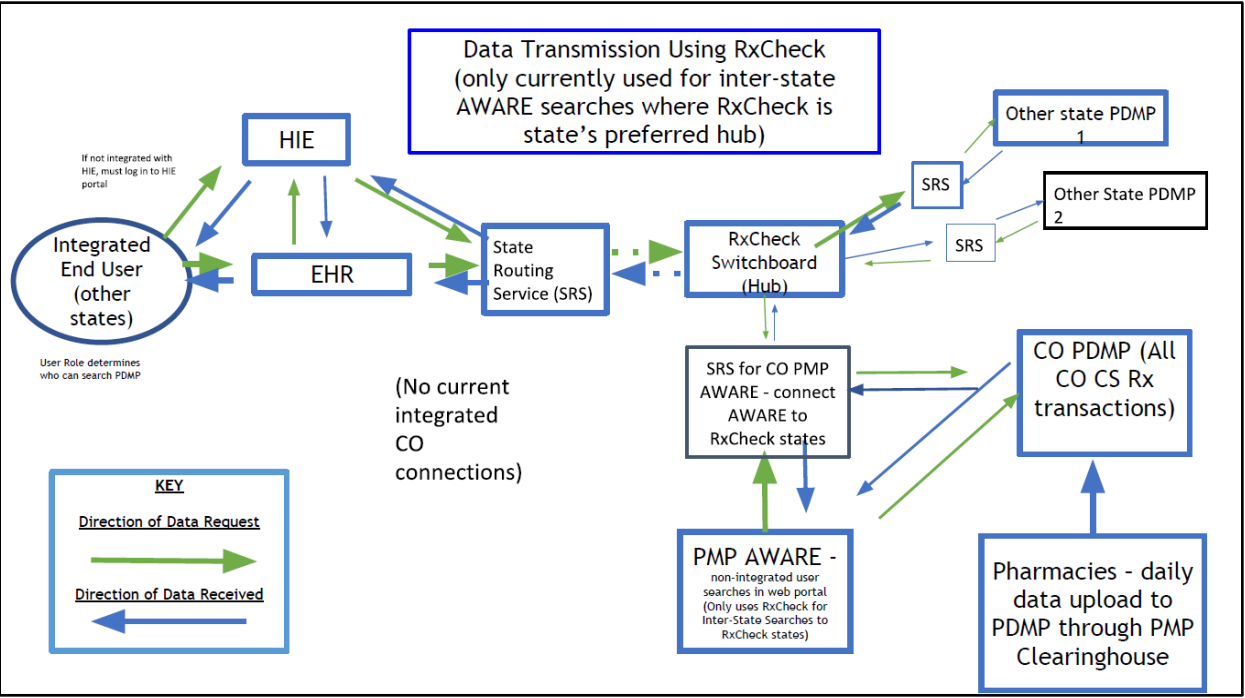 Data Transmission Using RxCheck
(only currently used for inter-state
AWARE searches where RxCheck is
state's preferred hub)
HIE
If not integrated with
HIE, must log in to HIE
portal
Integrated
End User
(other
states)
User Role determines
who can search PDMP
EHR
State
Routing
Service (SRS)
RxCheck
Switchboard
(Hub)
SRS
Other state PDMP
1
SRS
Other State PDMP
2
(No current
integrated
CO
connections)
SRS for CO PMP
AWARE - connect
AWARE to
RxCheck states
CO PDMP (All
CO CS Rx
transactions)
KEY
Direction of Data Request
Direction of Data Received
PMP AWARE -
non-integrated user
searches in web portal
(Only uses RxCheck for
Inter-State Searches to
RxCheck states)
Pharmacies – daily
data upload to
PDMP through PMP
Clearinghouse